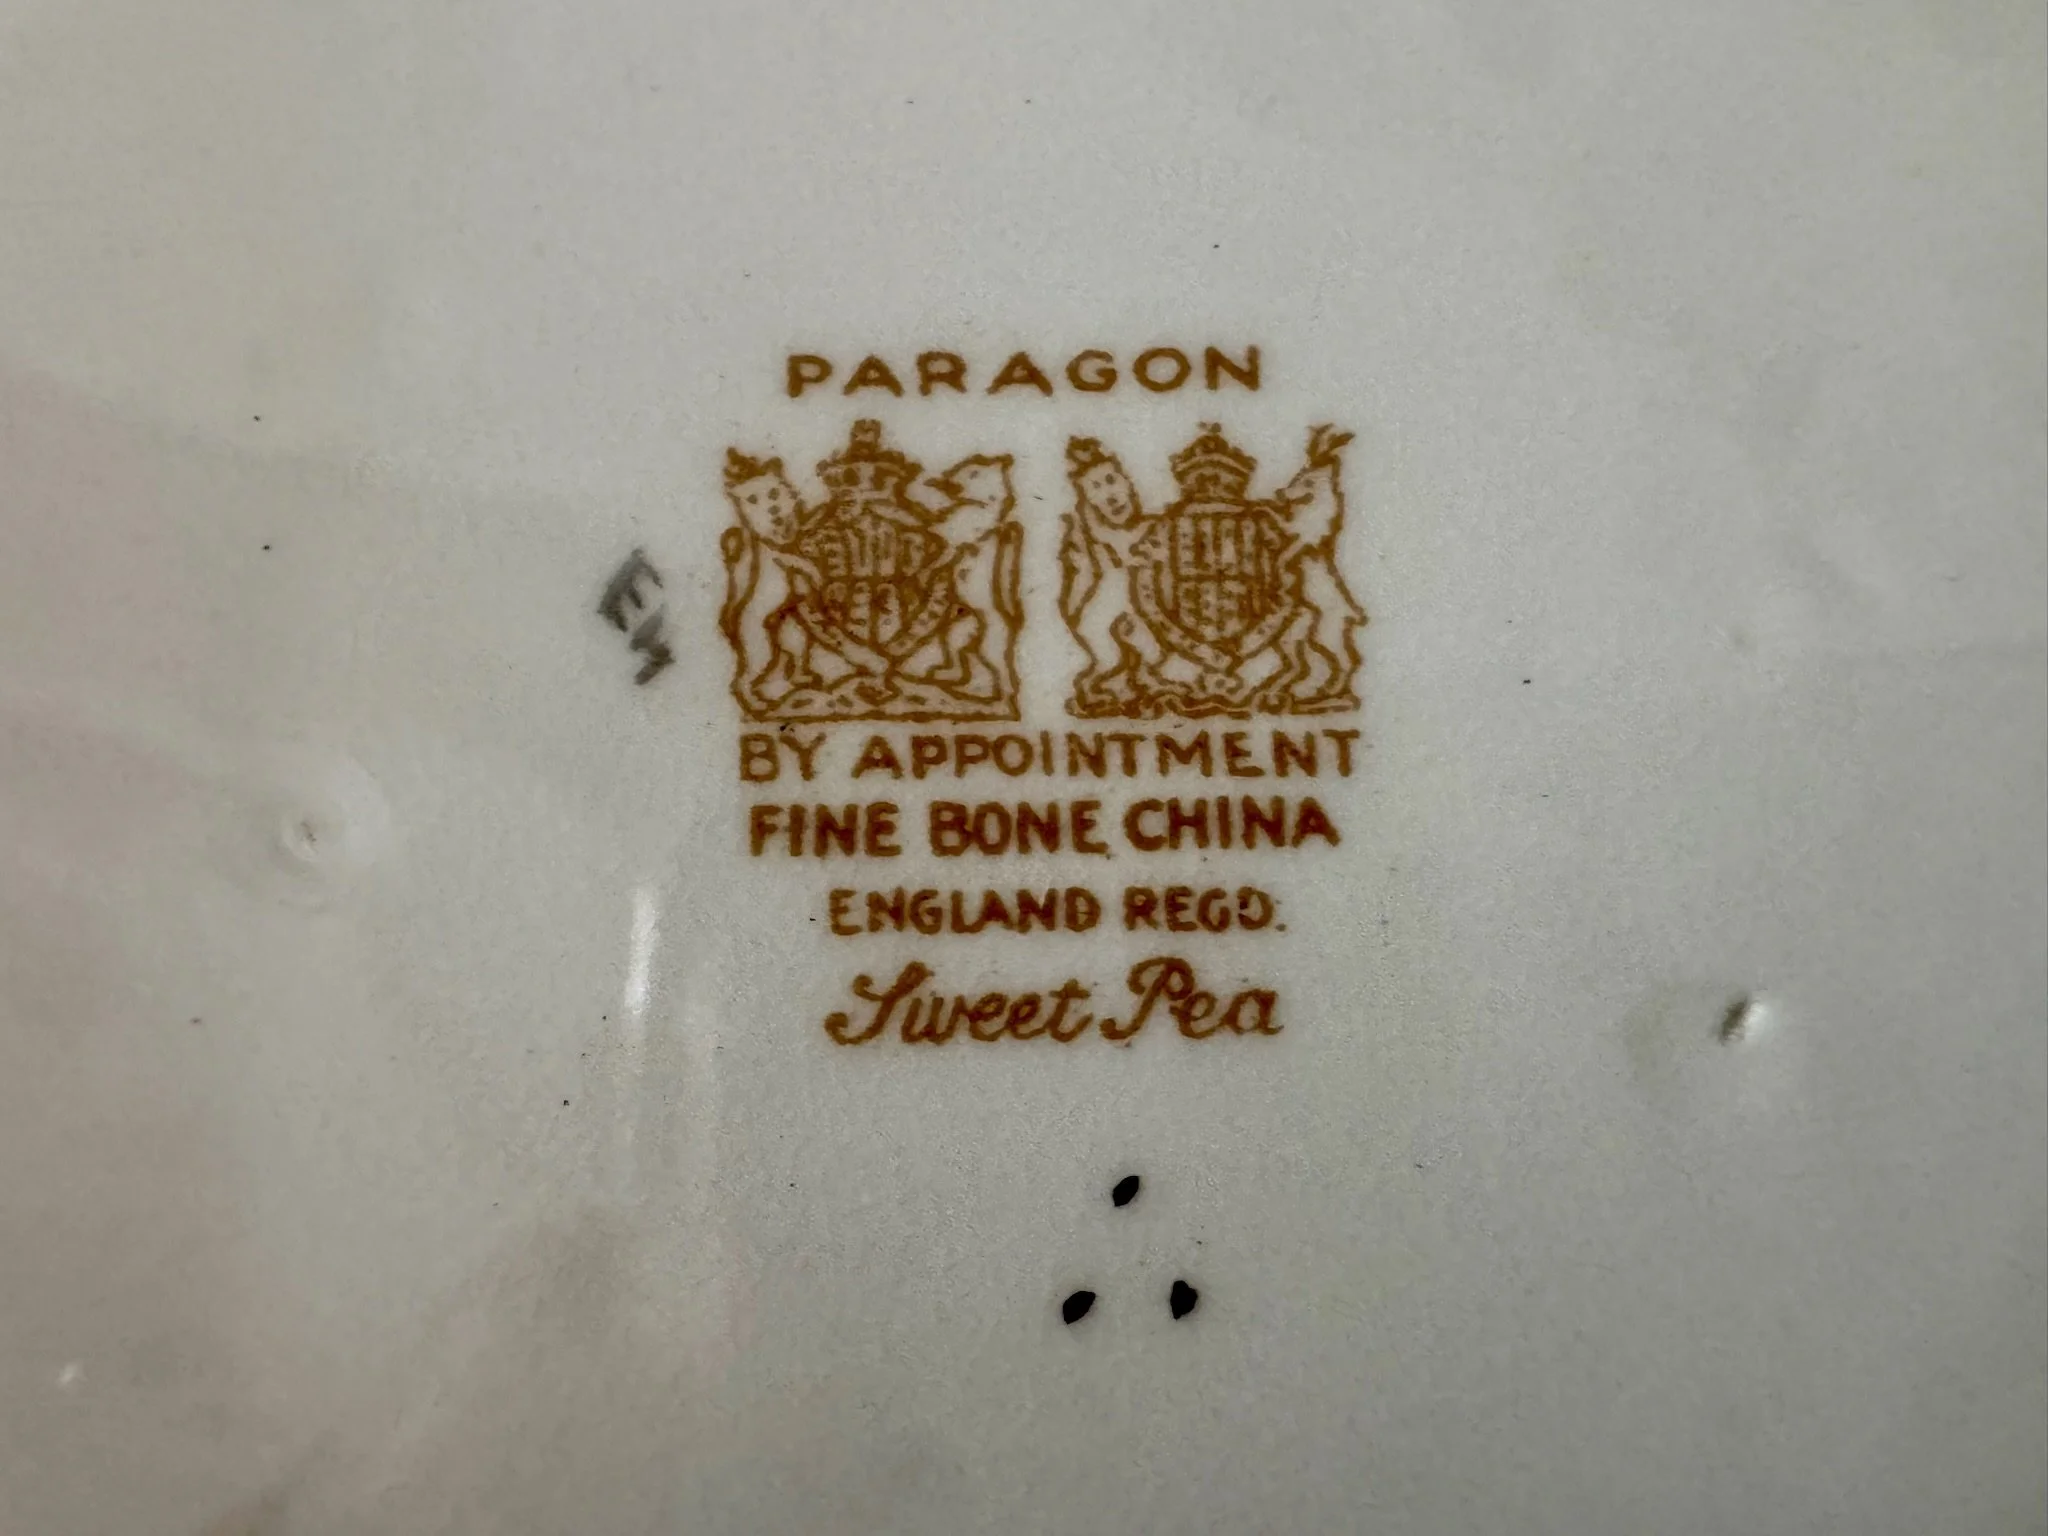 PARAGON
BY APPOINTMENT
FINE BONE CHINA
ENGLAND REGD.
Sweet Pea